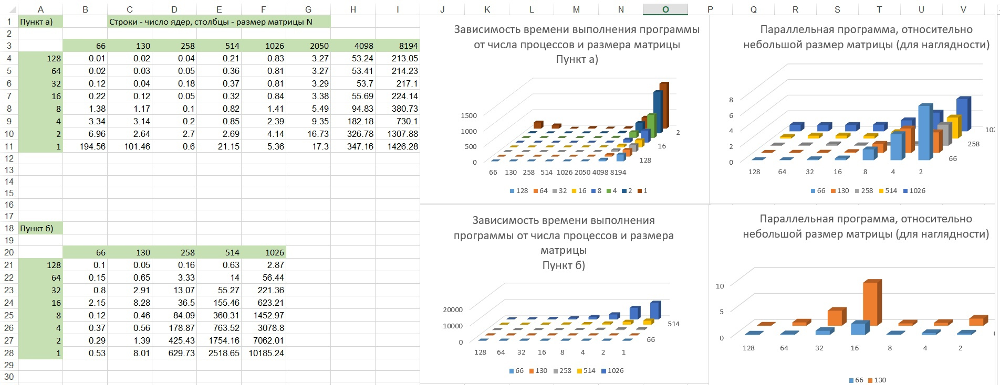 A B C D E F G H I J K L M N O P Q R S T U V
1 Пункт а) Строки - число ядер, столбцы - размер матрицы N
2
3 66 130 258 514 1026 2050 4098 8194
4 128 0.01 0.02 0.04 0.21 0.83 3.27 53.24 213.05
5 64 0.02 0.03 0.05 0.36 0.81 3.27 53.41 214.23
6 32 0.12 0.04 0.18 0.37 0.81 3.29 53.7 217.1
7 16 0.22 0.12 0.05 0.32 0.84 3.38 55.69 224.14
8 8 1.38 1.17 0.1 0.82 1.41 5.49 94.83 380.73
9 4 3.34 3.14 0.2 0.85 2.39 9.35 182.18 730.1
10 2 6.96 2.64 2.7 2.69 4.14 16.73 326.78 1307.88
11 1 194.56 101.46 0.6 21.15 5.36 17.3 347.16 1426.28
12
13
14
15
16
17
18 Пункт б)
19
20 66 130 258 514 1026
21 128 0.1 0.05 0.16 0.63 2.87
22 64 0.15 0.65 3.33 14 56.44
23 32 0.8 2.91 13.07 55.27 221.36
24 16 2.15 8.28 36.5 155.46 623.21
25 8 0.12 0.46 84.09 360.31 1452.97
26 4 0.37 0.56 178.87 763.52 3078.8
27 2 0.29 1.39 425.43 1754.16 7062.01
28 1 0.53 8.01 629.73 2518.65 10185.24
29
30
Зависимость времени выполнения программы
от числа процессов и размера матрицы
Пункт а)
1500
1000
500
0
2
16
128
66 130 258 514 1026 2050 4098 8194
128 64 32 16 8 4 2 1
Параллельная программа, относительно
небольшой размер матрицы (для наглядности)
8
6
4
2
0
102
258
66
128 64 32 16 8 4 2
66 130 258 514 1026
Зависимость времени выполнения
программы от числа процессов и размера
матрицы
Пункт б)
20000
10000
0
514
66
128 64 32 16 8 4 2 1
66 130 258 514 1026
Параллельная программа, относительно
небольшой размер матрицы (для наглядности)
10
5
0
128 64 32 16 8 4 2
66 130